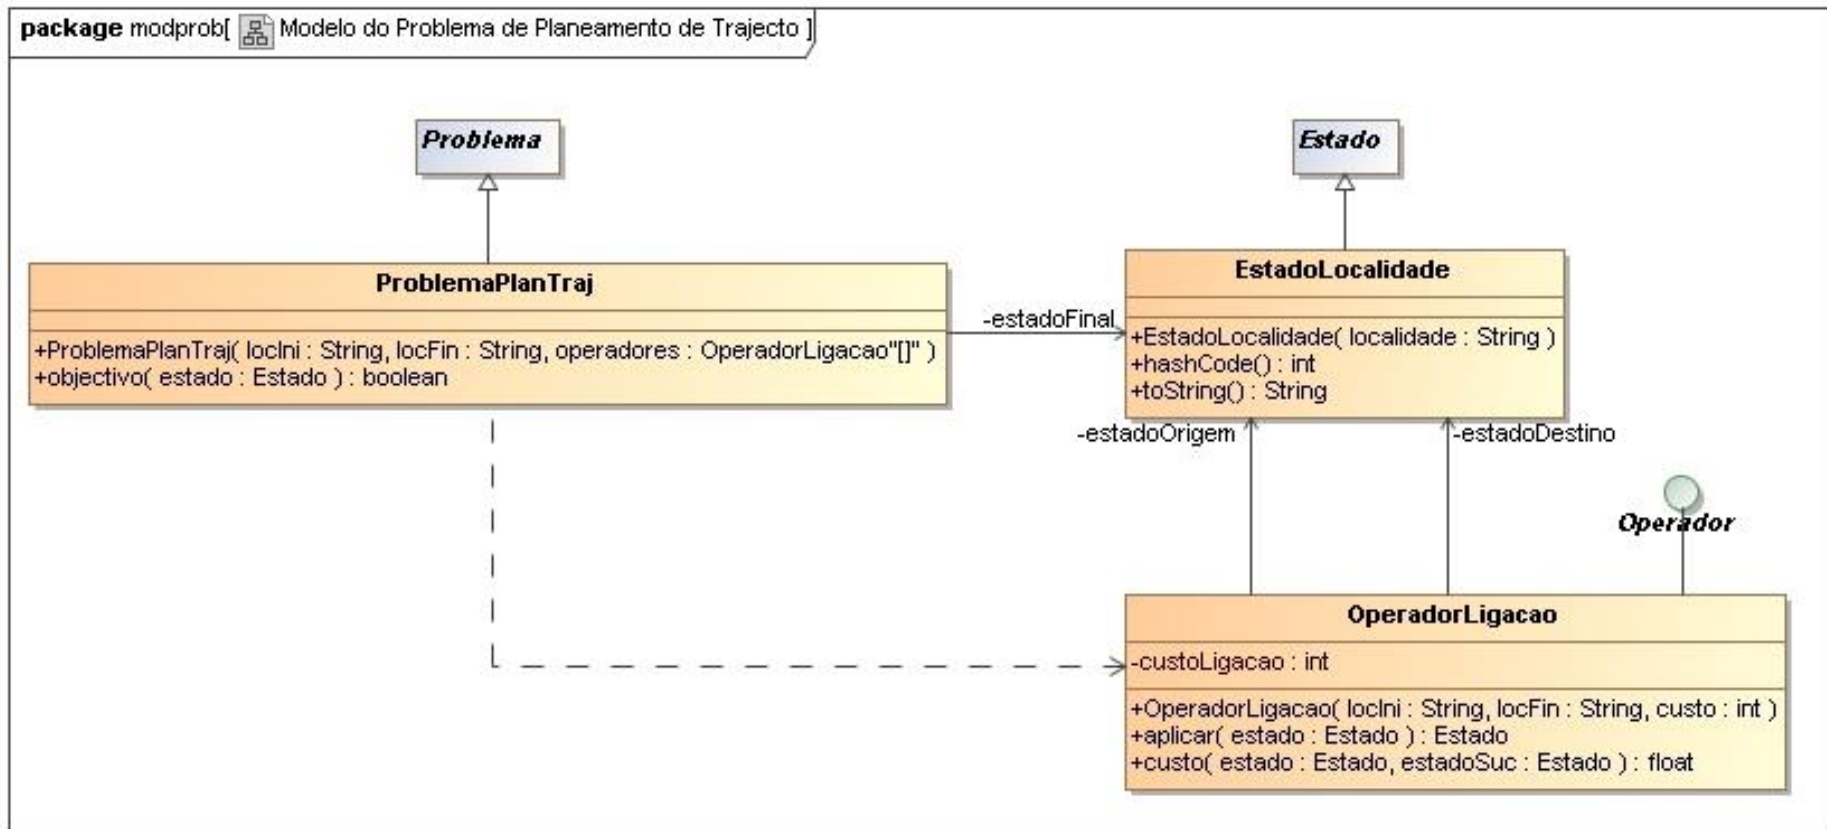 package modprob[ Modelo do Problema de Planeamento de Trajecto ]
Problema
Estado
ProblemaPlanTraj
+ProblemaPlanTraj( locIni : String, locFin : String, operadores : OperadorLigacao"[]" )
+objectivo( estado : Estado ) : boolean
-estadoFinal
EstadoLocalidade
+EstadoLocalidade( localidade : String )
+hashCode() : int
+toString() : String
-estadoOrigem
-estadoDestino
Operador
OperadorLigacao
-custoLigacao : int
+OperadorLigacao( locIni : String, locFin : String, custo : int )
+aplicar( estado : Estado ) : Estado
+custo( estado : Estado, estadoSuc : Estado ) : float